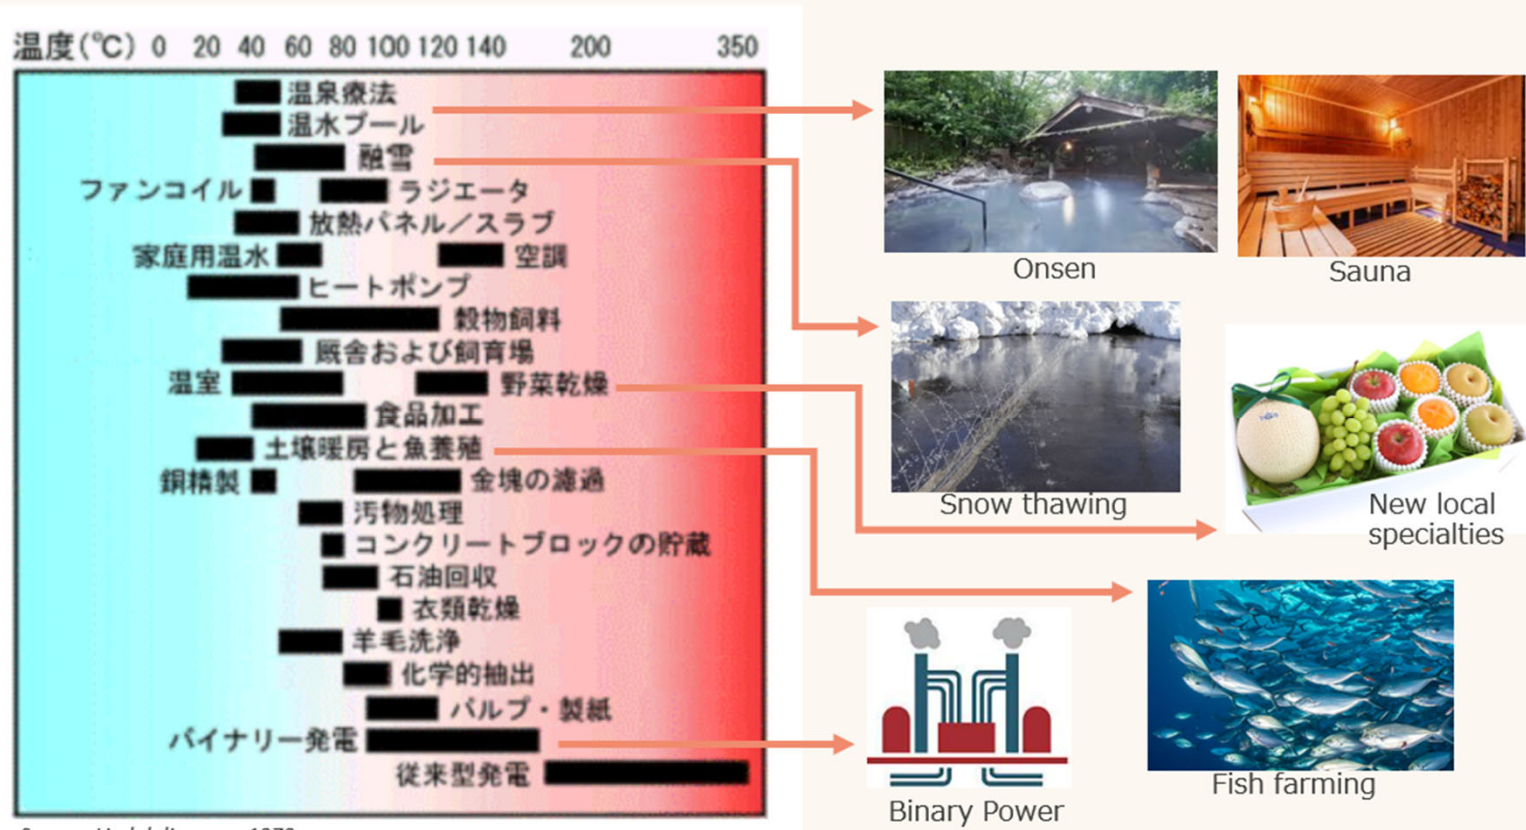 温度(℃) 0 20 40 60 80 100 120 140 200 350
温泉療法
温水プール
融雪
ファンコイル ラジエータ
放熱パネル／スラブ
家庭用温水 空調
ヒートポンプ
穀物飼料
厩舎および飼育場
温室 野菜乾燥
食品加工
土壌暖房と魚養殖
銅精製 金塊の濾過
汚物処理
コンクリートブロックの貯蔵
石油回収
衣類乾燥
羊毛洗浄
化学的抽出
パルプ・製紙
バイナリー発電
従来型発電
Onsen
Sauna
Snow thawing
New local
specialties
Fish farming
Binary Power